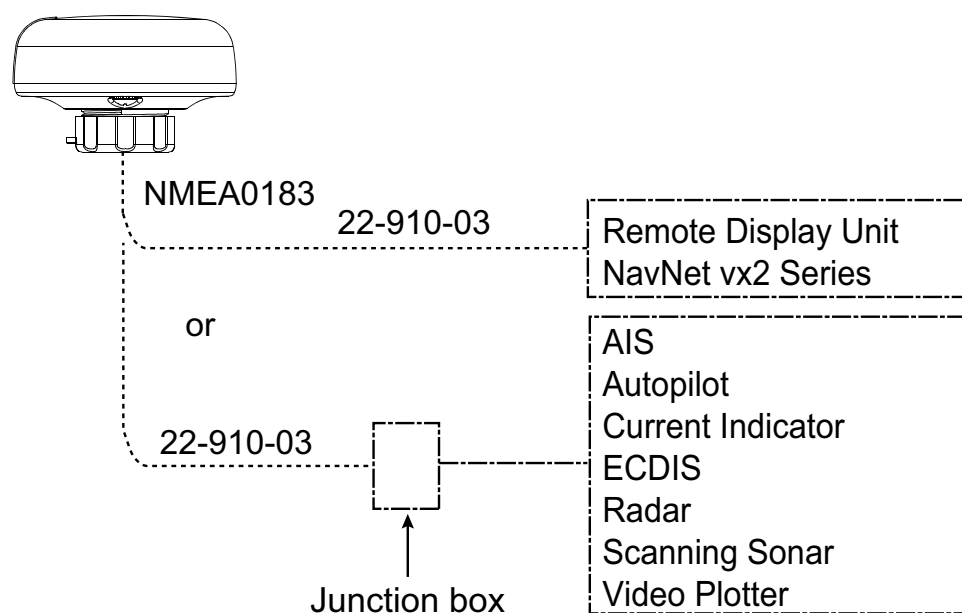 NMEA0183
22-910-03
Remote Display Unit
NavNet vx2 Series
or
AIS
Autopilot
Current Indicator
ECDIS
Radar
Scanning Sonar
Video Plotter
22-910-03
Junction box